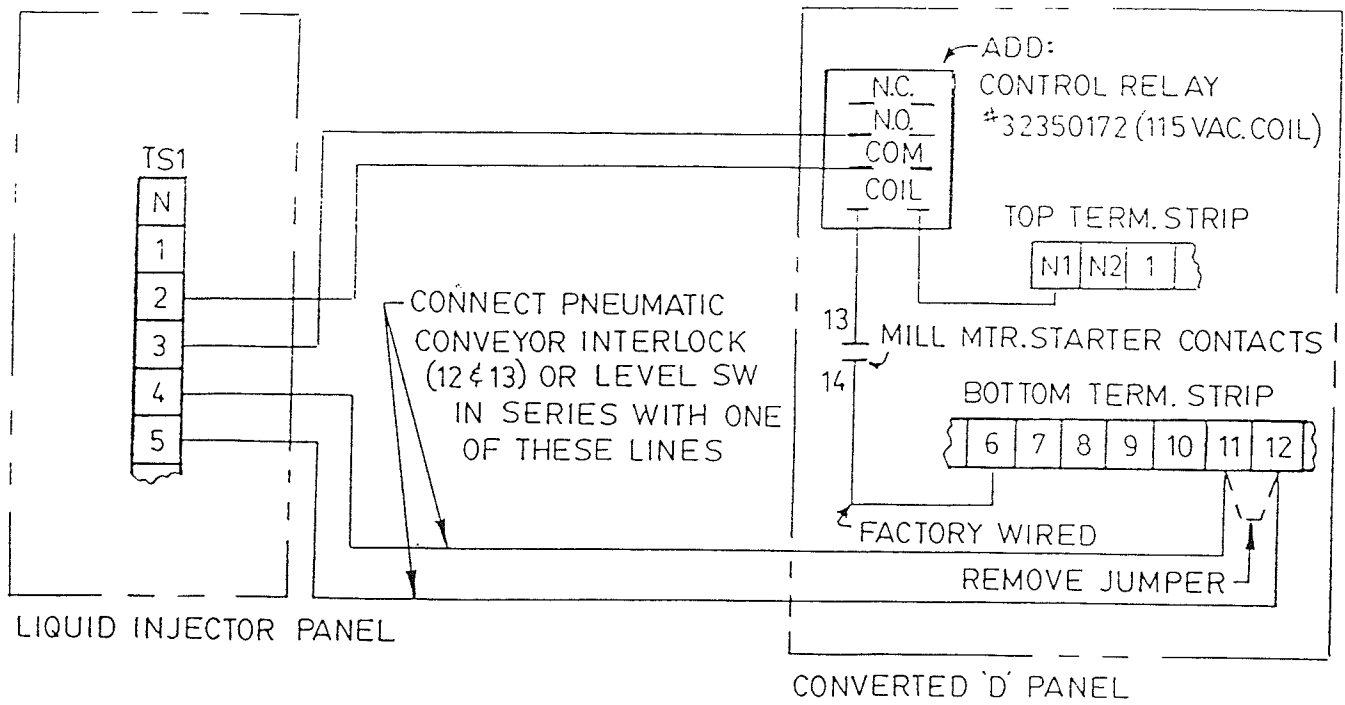 ADD:
CONTROL RELAY
#32350172 (115 VAC. COIL)
N.C.
N.O.
COM
COIL
TS1
N
1
2
3
4
5
TOP TERM. STRIP
N1 N2 1
CONNECT PNEUMATIC
CONVEYOR INTERLOCK
(12 & 13) OR LEVEL SW
IN SERIES WITH ONE
OF THESE LINES
13
MILL MTR. STARTER CONTACTS
14
BOTTOM TERM. STRIP
6 7 8 9 10 11 12
FACTORY WIRED
REMOVE JUMPER
LIQUID INJECTOR PANEL
CONVERTED 'D' PANEL